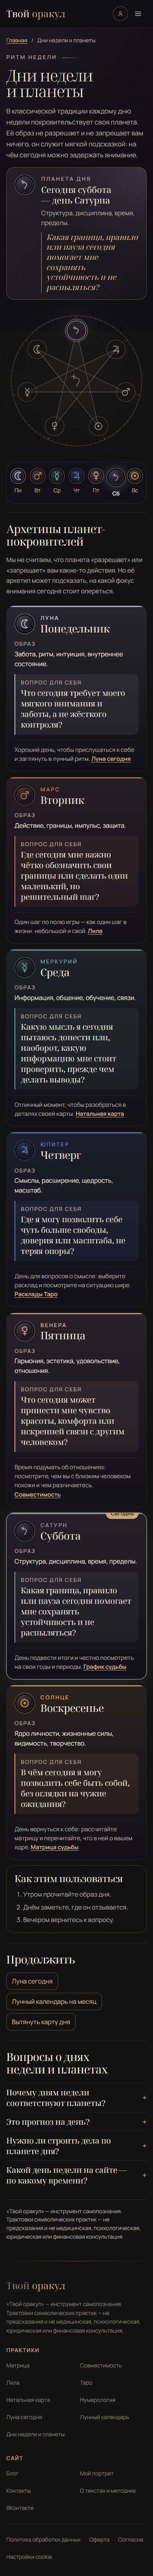 Твой оракул
Главная / Дни недели и планеты
РИТМ НЕДЕЛИ
Дни недели
и планеты
В классической традиции каждому дню
недели покровительствует своя планета.
Её образ не определяет и не запрещает вам
ничего, он служит мягкой подсказкой: на
чём сегодня можно задержать внимание.
ПЛАНЕТА ДНЯ
Сегодня суббота
— день Сатурна
Структура, дисциплина, время,
пределы.
Какая граница, правило
или пауза сегодня
помогает мне
сохранять
устойчивость и не
распыляться?
Пн Вт Ср Чт Пт Сб Вс
Архетипы планет-
покровителей
Мы не считаем, что планета «разрешает» или
«запрещает» вам какие-то действия. Но её
архетип может подсказать, на какой фокус
внимания сегодня стоит опереться.
ЛУНА
Понедельник
ОБРАЗ
Забота, ритм, интуиция, внутреннее
состояние.
ВОПРОС ДЛЯ СЕБЯ
Что сегодня требует моего
мягкого внимания и
заботы, а не жёсткого
контроля?
Хороший день, чтобы прислушаться к себе
и заглянуть в лунный ритм. Луна сегодня
МАРС
Вторник
ОБРАЗ
Действие, границы, импульс, защита.
ВОПРОС ДЛЯ СЕБЯ
Где сегодня мне важно
чётко обозначить свои
границы или сделать один
маленький, но
решительный шаг?
Один шаг по полю игры — как один шаг в
жизни: небольшой и свой. Лила
МЕРКУРИЙ
Среда
ОБРАЗ
Информация, общение, обучение, связи.
ВОПРОС ДЛЯ СЕБЯ
Какую мысль я сегодня
пытаюсь донести или,
наоборот, какую
информацию мне стоит
проверить, прежде чем
делать выводы?
Отличный момент, чтобы разобраться в
деталях своей карты. Натальная карта
ЮПИТЕР
Четверг
ОБРАЗ
Смыслы, расширение, щедрость,
масштаб.
ВОПРОС ДЛЯ СЕБЯ
Где я могу позволить себе
чуть больше свободы,
доверия или масштаба, не
теряя опоры?
День для вопросов о смысле: выберите
расклад и посмотрите на ситуацию шире.
Расклады Таро
ВЕНЕРА
Пятница
ОБРАЗ
Гармония, эстетика, удовольствие,
отношения.
ВОПРОС ДЛЯ СЕБЯ
Что сегодня может
принести мне чувство
красоты, комфорта или
искренней связи с другим
человеком?
Время подумать об отношениях:
посмотрите, чем вы с близким человеком
похожи и чем различаетесь.
Совместимость
САТУРН
Суббота
ОБРАЗ
Структура, дисциплина, время, пределы.
ВОПРОС ДЛЯ СЕБЯ
Какая граница, правило
или пауза сегодня помогает
мне сохранять
устойчивость и не
распыляться?
День подвести итоги и честно посмотреть
на свои годы и периоды. График судьбы
СОЛНЦЕ
Воскресенье
ОБРАЗ
Ядро личности, жизненные силы,
видимость, творчество.
ВОПРОС ДЛЯ СЕБЯ
В чём сегодня я могу
позволить себе быть собой,
без оглядки на чужие
ожидания?
День вернуться к себе: рассчитайте
матрицу и перечитайте, что в ней о вашем
ядре. Матрица судьбы
Как этим пользоваться
1. Утром прочитайте образ дня.
2. Днём заметьте, где он отзывается.
3. Вечером вернитесь к вопросу.
Продолжить
Луна сегодня
Лунный календарь на месяц
Вытянуть карту дня
Вопросы о днях
недели и планетах
Почему дням недели
соответствуют планеты? +
Это прогноз на день? +
Нужно ли строить дела по
планете дня? +
Какой день недели на сайте —
по какому времени? +
«Твой оракул» — инструмент самопознания.
Трактовки символических практик — не
предсказания и не медицинская, психологическая,
юридическая или финансовая консультация.
Твой оракул
«Твой оракул» — инструмент самопознания.
Трактовки символических практик — не
предсказания и не медицинская, психологическая,
юридическая или финансовая консультация.
ПРАКТИКИ
Матрица Совместимость
Лила Таро
Натальная карта Нумерология
Луна сегодня Лунный календарь
Дни недели и планеты
САЙТ
Блог Мой портрет
Контакты О текстах и методике
ВКонтакте
Политика обработки данных Оферта Согласие
Настройки cookie